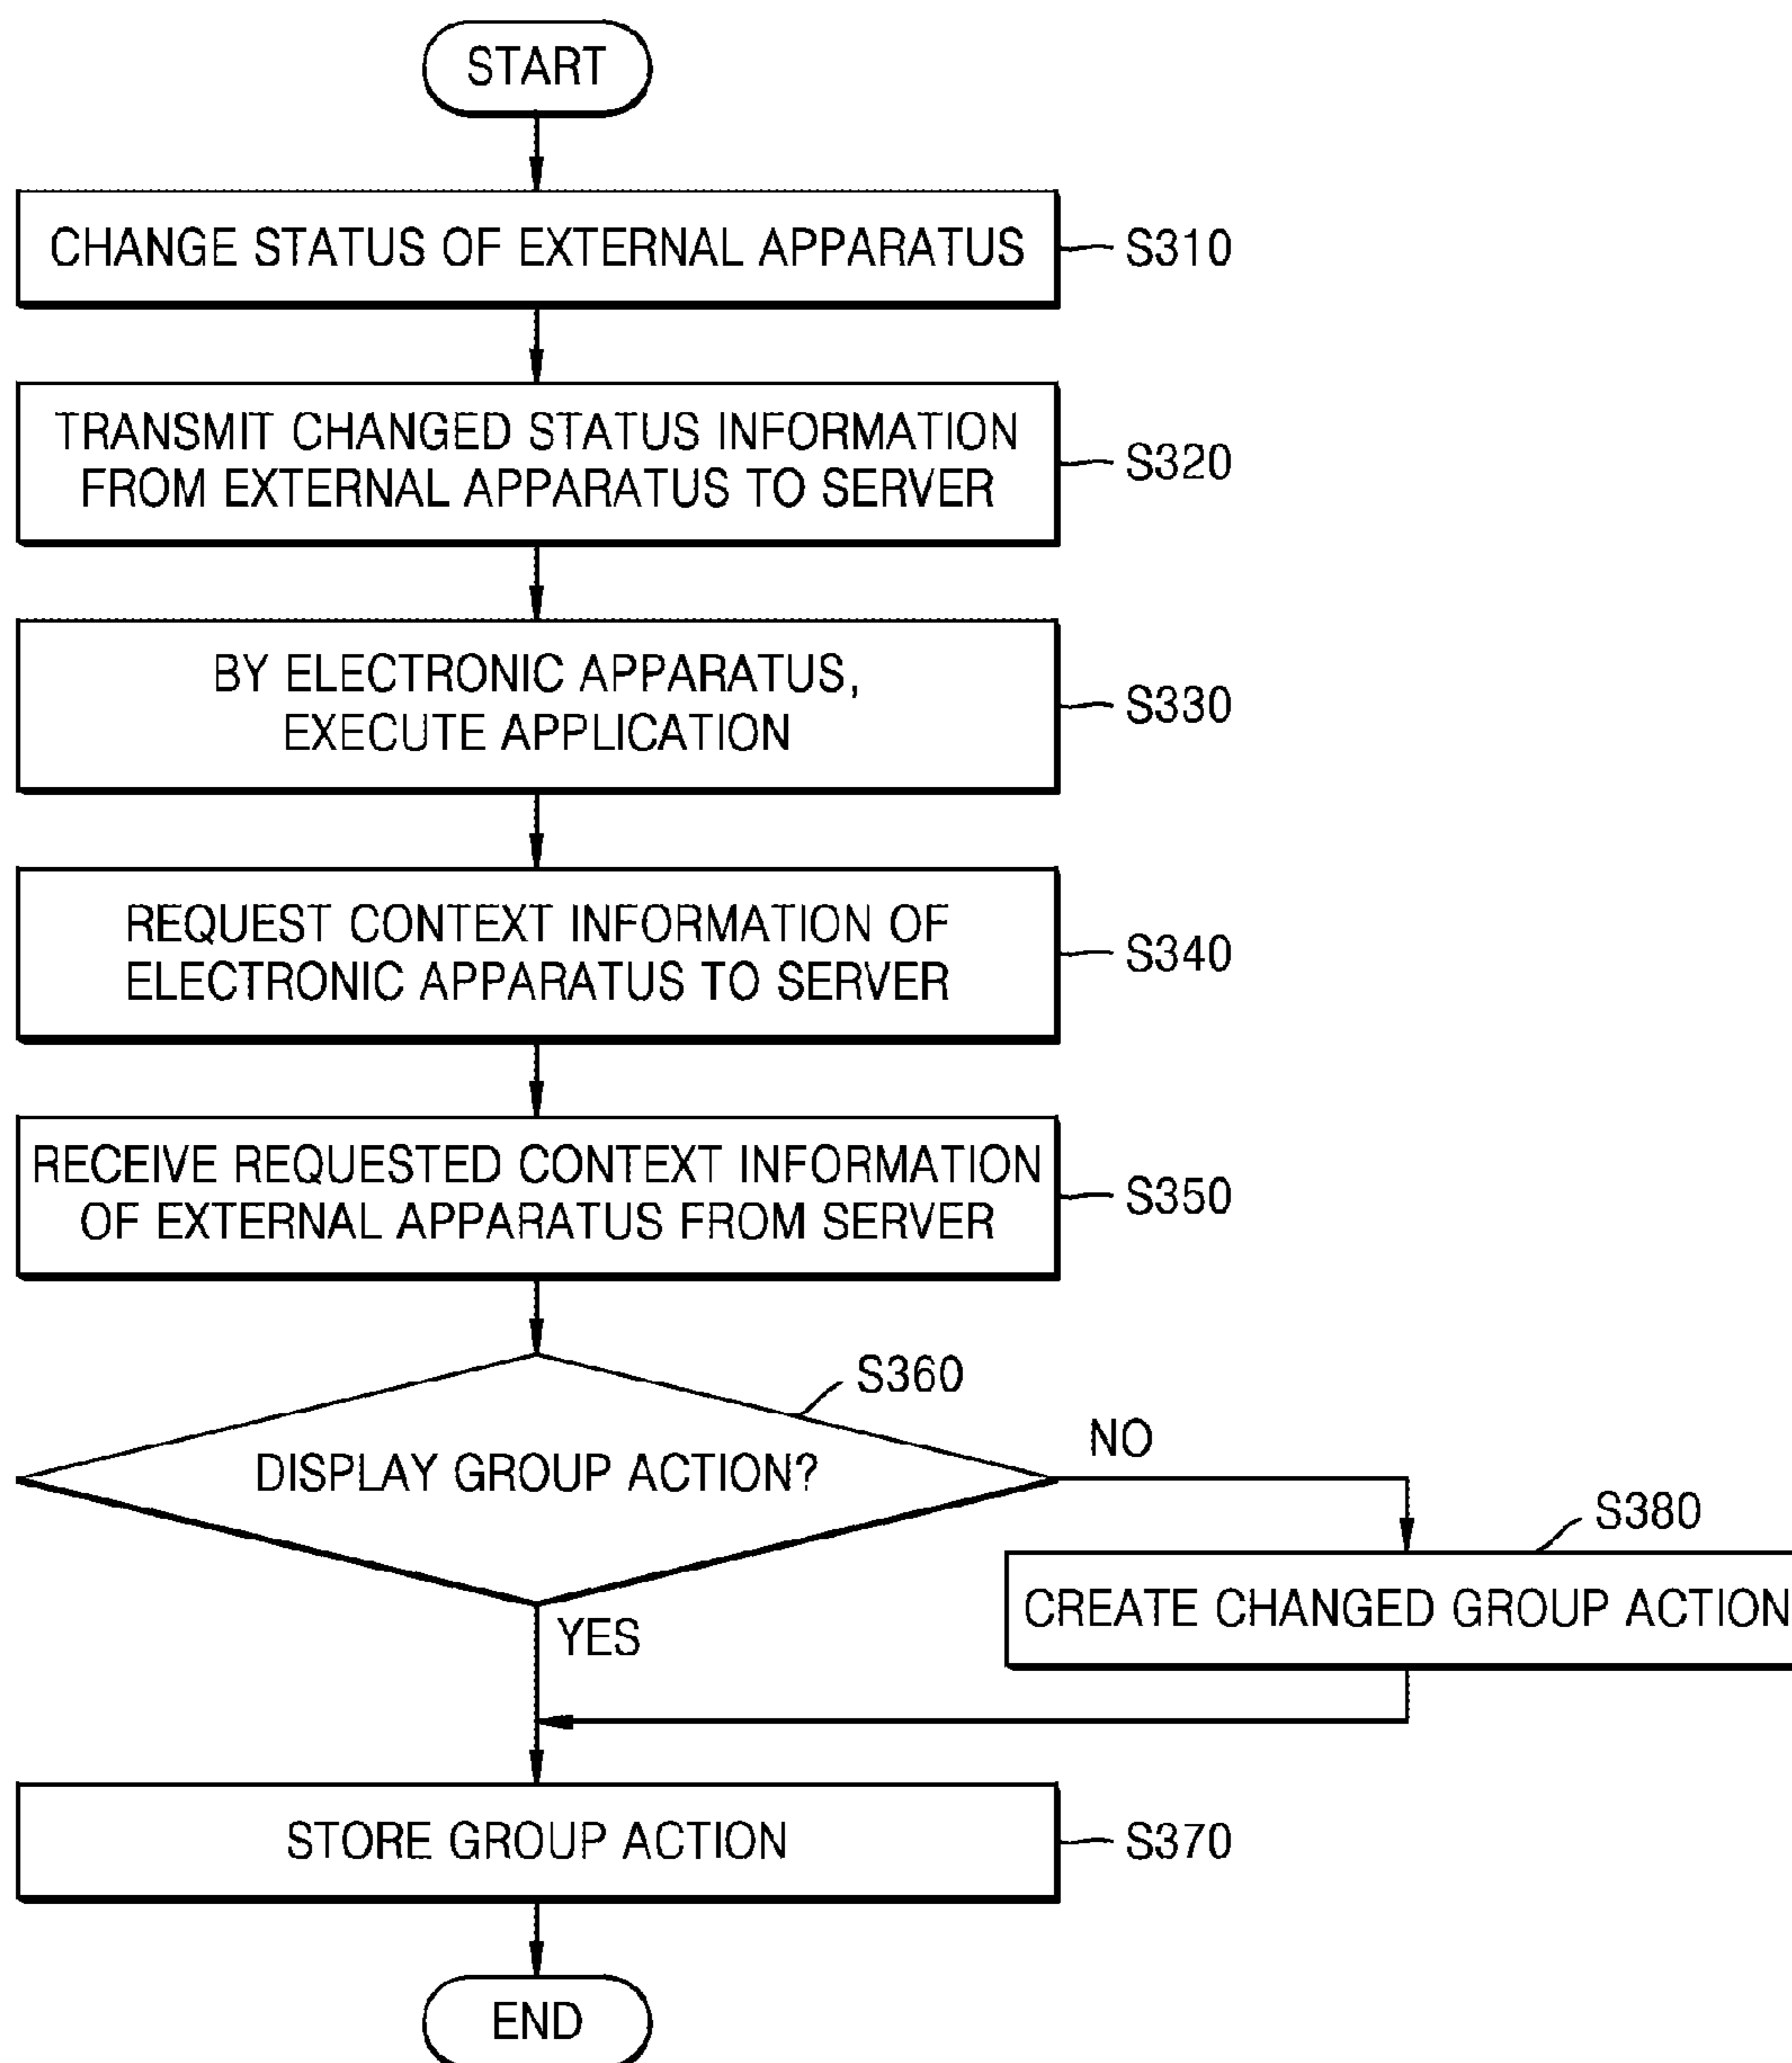 START
CHANGE STATUS OF EXTERNAL APPARATUS
S310
TRANSMIT CHANGED STATUS INFORMATION
FROM EXTERNAL APPARATUS TO SERVER
S320
BY ELECTRONIC APPARATUS,
EXECUTE APPLICATION
S330
REQUEST CONTEXT INFORMATION OF
ELECTRONIC APPARATUS TO SERVER
S340
RECEIVE REQUESTED CONTEXT INFORMATION
OF EXTERNAL APPARATUS FROM SERVER
S350
S360
DISPLAY GROUP ACTION?
NO
S380
CREATE CHANGED GROUP ACTION
YES
STORE GROUP ACTION
S370
END